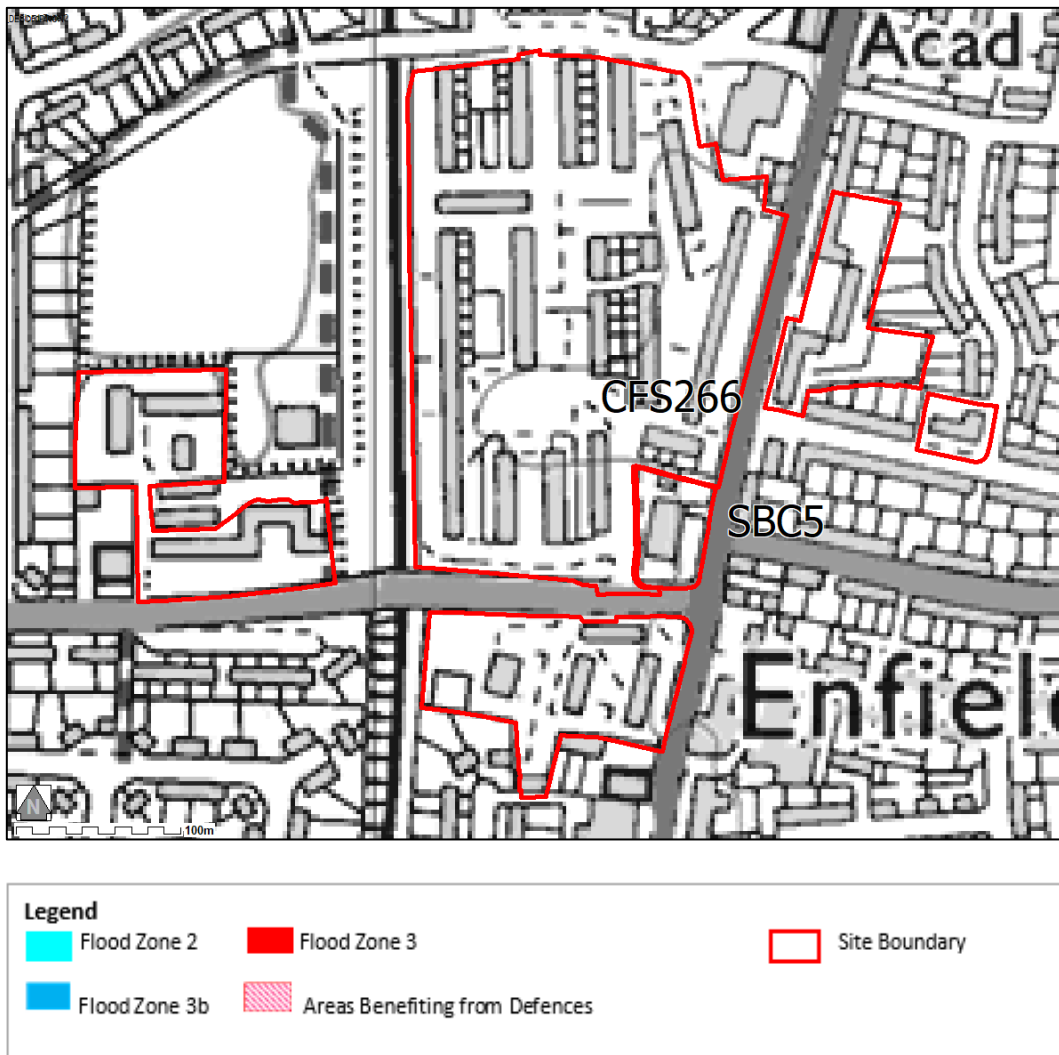 Acad
CFS266
SBC5
Enfiel
N
100m
Legend
Flood Zone 2
Flood Zone 3
Site Boundary
Flood Zone 3b
Areas Benefiting from Defences